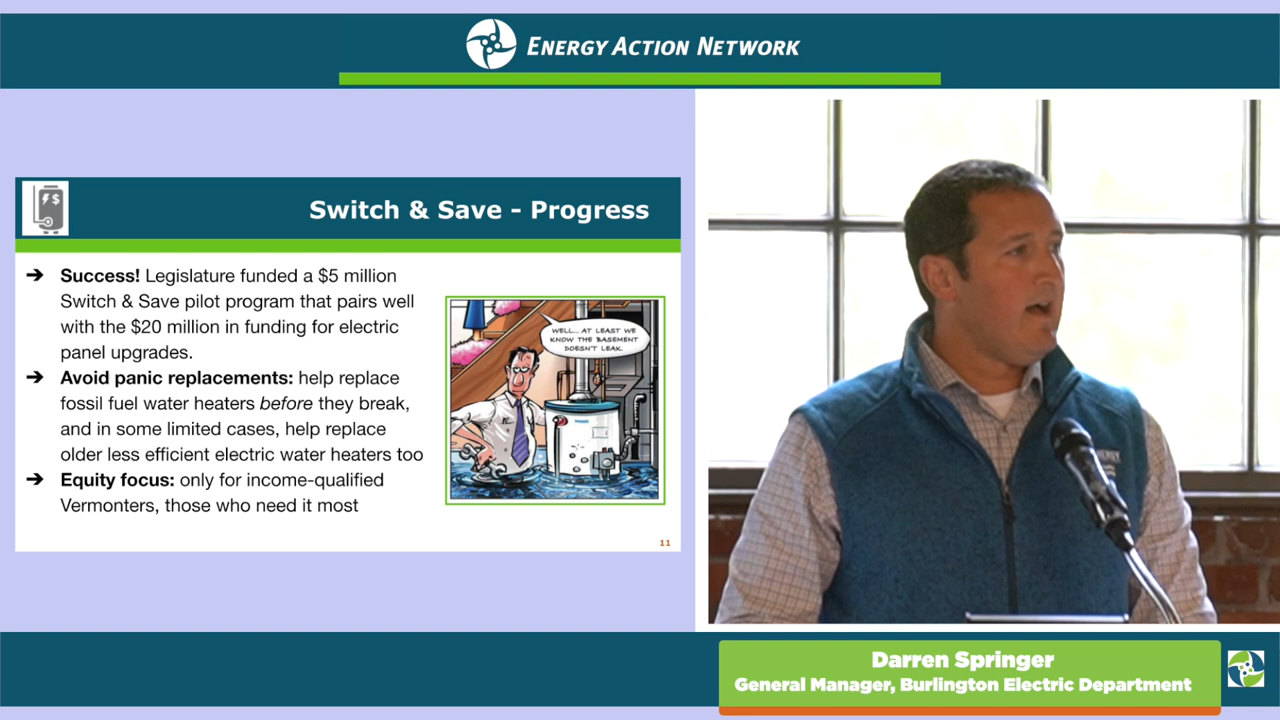 ENERGY ACTION NETWORK
Switch & Save - Progress
➔ Success! Legislature funded a $5 million
Switch & Save pilot program that pairs well
with the $20 million in funding for electric
panel upgrades.
➔ Avoid panic replacements: help replace
fossil fuel water heaters before they break,
and in some limited cases, help replace
older less efficient electric water heaters too
➔ Equity focus: only for income-qualified
Vermonters, those who need it most
WELL... AT LEAST WE
KNOW THE BASEMENT
DOESN'T LEAK.
11
Darren Springer
General Manager, Burlington Electric Department